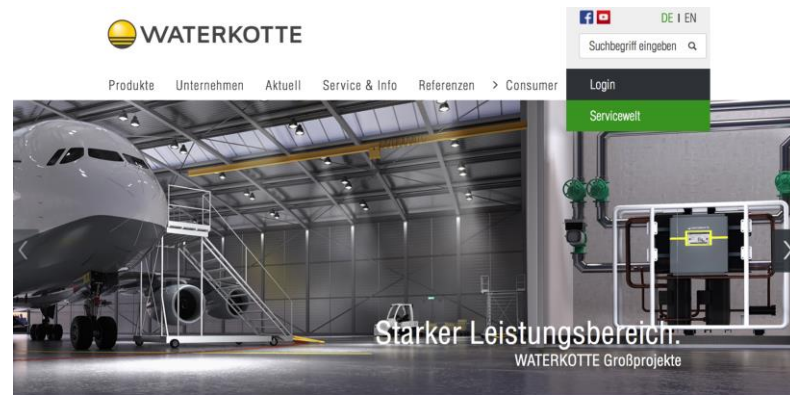 WATERKOTTE
DE I EN
Suchbegriff eingeben
Produkte Unternehmen Aktuell Service & Info Referenzen > Consumer
Login
Servicewelt
Starker Leistungsbereich.
WATERKOTTE Großprojekte